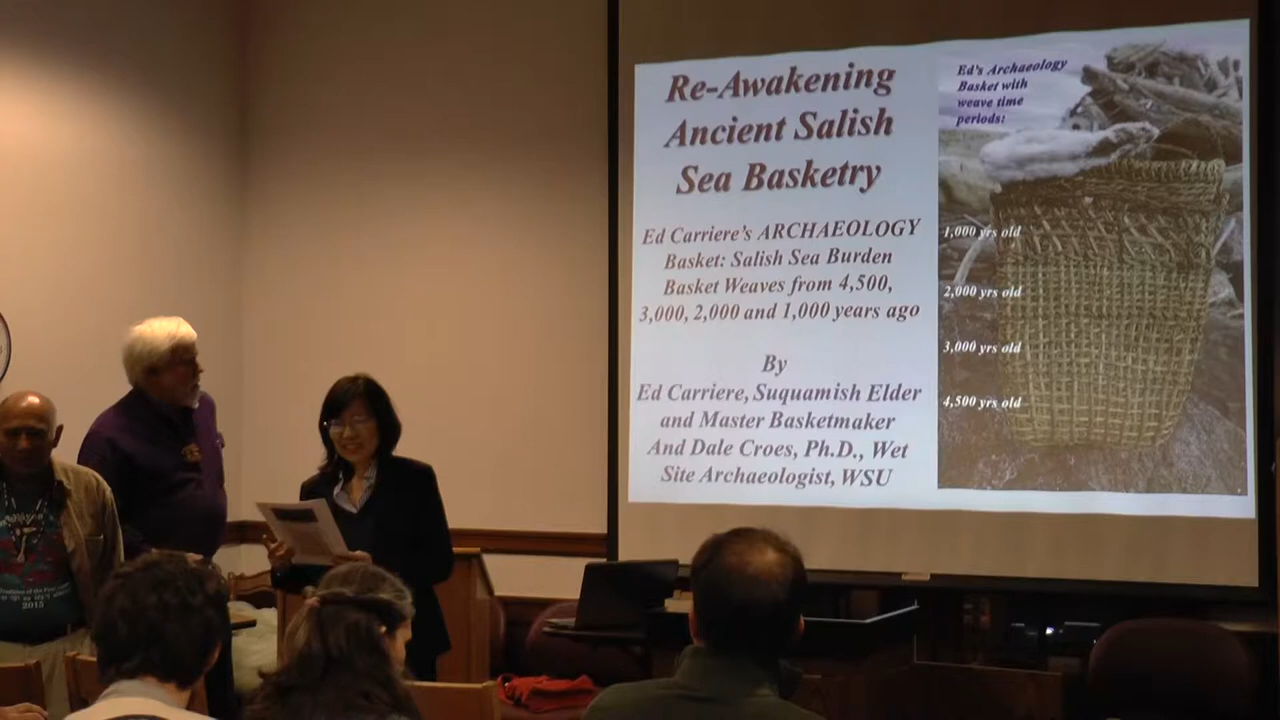 Re-Awakening
Ancient Salish
Sea Basketry
Ed Carriere's ARCHAEOLOGY
Basket: Salish Sea Burden
Basket Weaves from 4,500,
3,000, 2,000 and 1,000 years ago
By
Ed Carriere, Suquamish Elder
and Master Basketmaker
And Dale Croes, Ph.D., Wet
Site Archaeologist, WSU
Ed's Archaeology
Basket with
weave time
periods:
1,000 yrs old
2,000 yrs old
3,000 yrs old
4,500 yrs old
2015